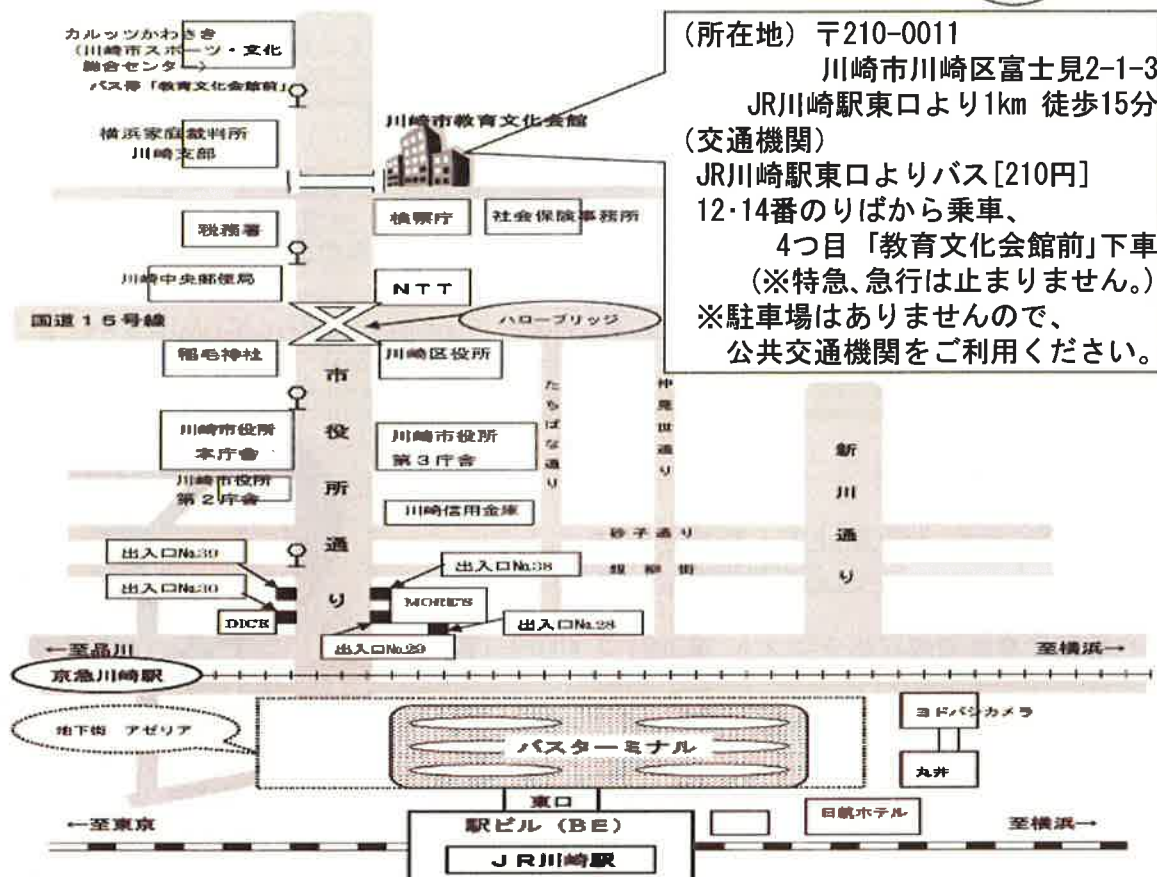 カルッツかわさき
(川崎市スポーツ・文化
総合センター)
バス停「教育文化会館前」
横浜家庭裁判所
川崎支部
川崎市教育文化会館
(所在地) 〒210-0011
川崎市川崎区富士見2-1-3
JR川崎駅東口より1km 徒歩15分
(交通機関)
JR川崎駅東口よりバス[210円]
12・14番のりばから乗車、
4つ目「教育文化会館前」下車
(※特急、急行は止まりません。)
※駐車場はありませんので、
公共交通機関をご利用ください。
税務署
検察庁
社会保険事務所
川崎中央郵便局
NTT
国道15号線
ハローブリッジ
稲毛神社
川崎区役所
市役所通り
たちばな通り
仲見世通り
新川通り
川崎市役所
本庁舎
川崎市役所
第3庁舎
川崎市役所
第2庁舎
川崎信用金庫
砂子通り
銀柳街
出入口No.39
出入口No.38
出入口No.30
MORE'S
DICE
出入口No.28
出入口No.29
←至品川
至横浜→
京急川崎駅
地下街 アゼリア
バスターミナル
ヨドバシカメラ
丸井
東口
日航ホテル
←至東京
駅ビル (BE)
至横浜→
JR川崎駅